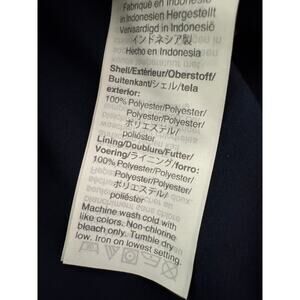 Fabriqué en Indonésie
in Indonesien Hergestellt
Vervaardigd in Indonesië
インドネシア製
Hecho en Indonesia
Shell/Extérieur/Oberstoff/
Buitenkant/シェル/tela
exterior:
100% Polyester/Polyester/
Polyester/Polyester/
ポリエステル/
poliéster
Lining/Doublure/Futter/
Voering/ライニング/forro:
100% Polyester/Polyester/
Polyester/Polyester/
ポリエステル/
poliéster
Machine wash cold with
like colors. Non-chlorine
bleach only. Tumble dry
low. Iron on lowest setting.